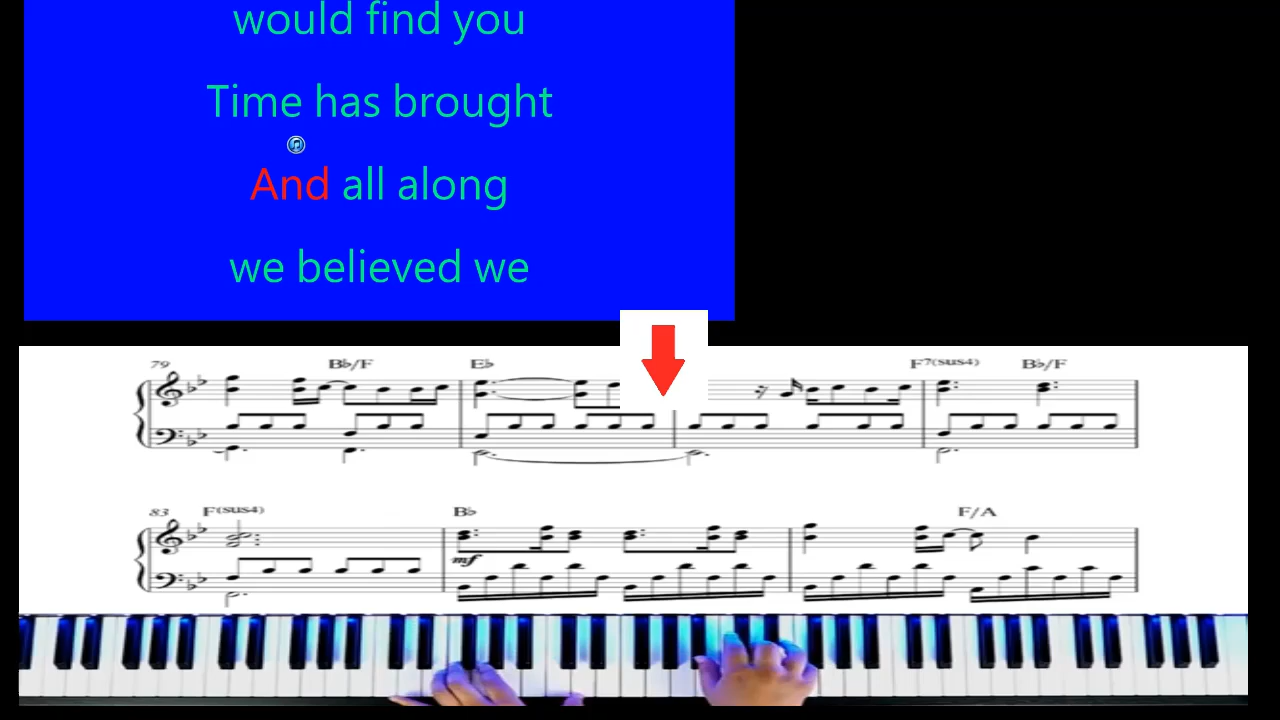 would find you
Time has brought
And all along
we believed we
79 B♭/F E♭ F7(sus4) B♭/F
83 F(sus4) B♭ F/A
mf